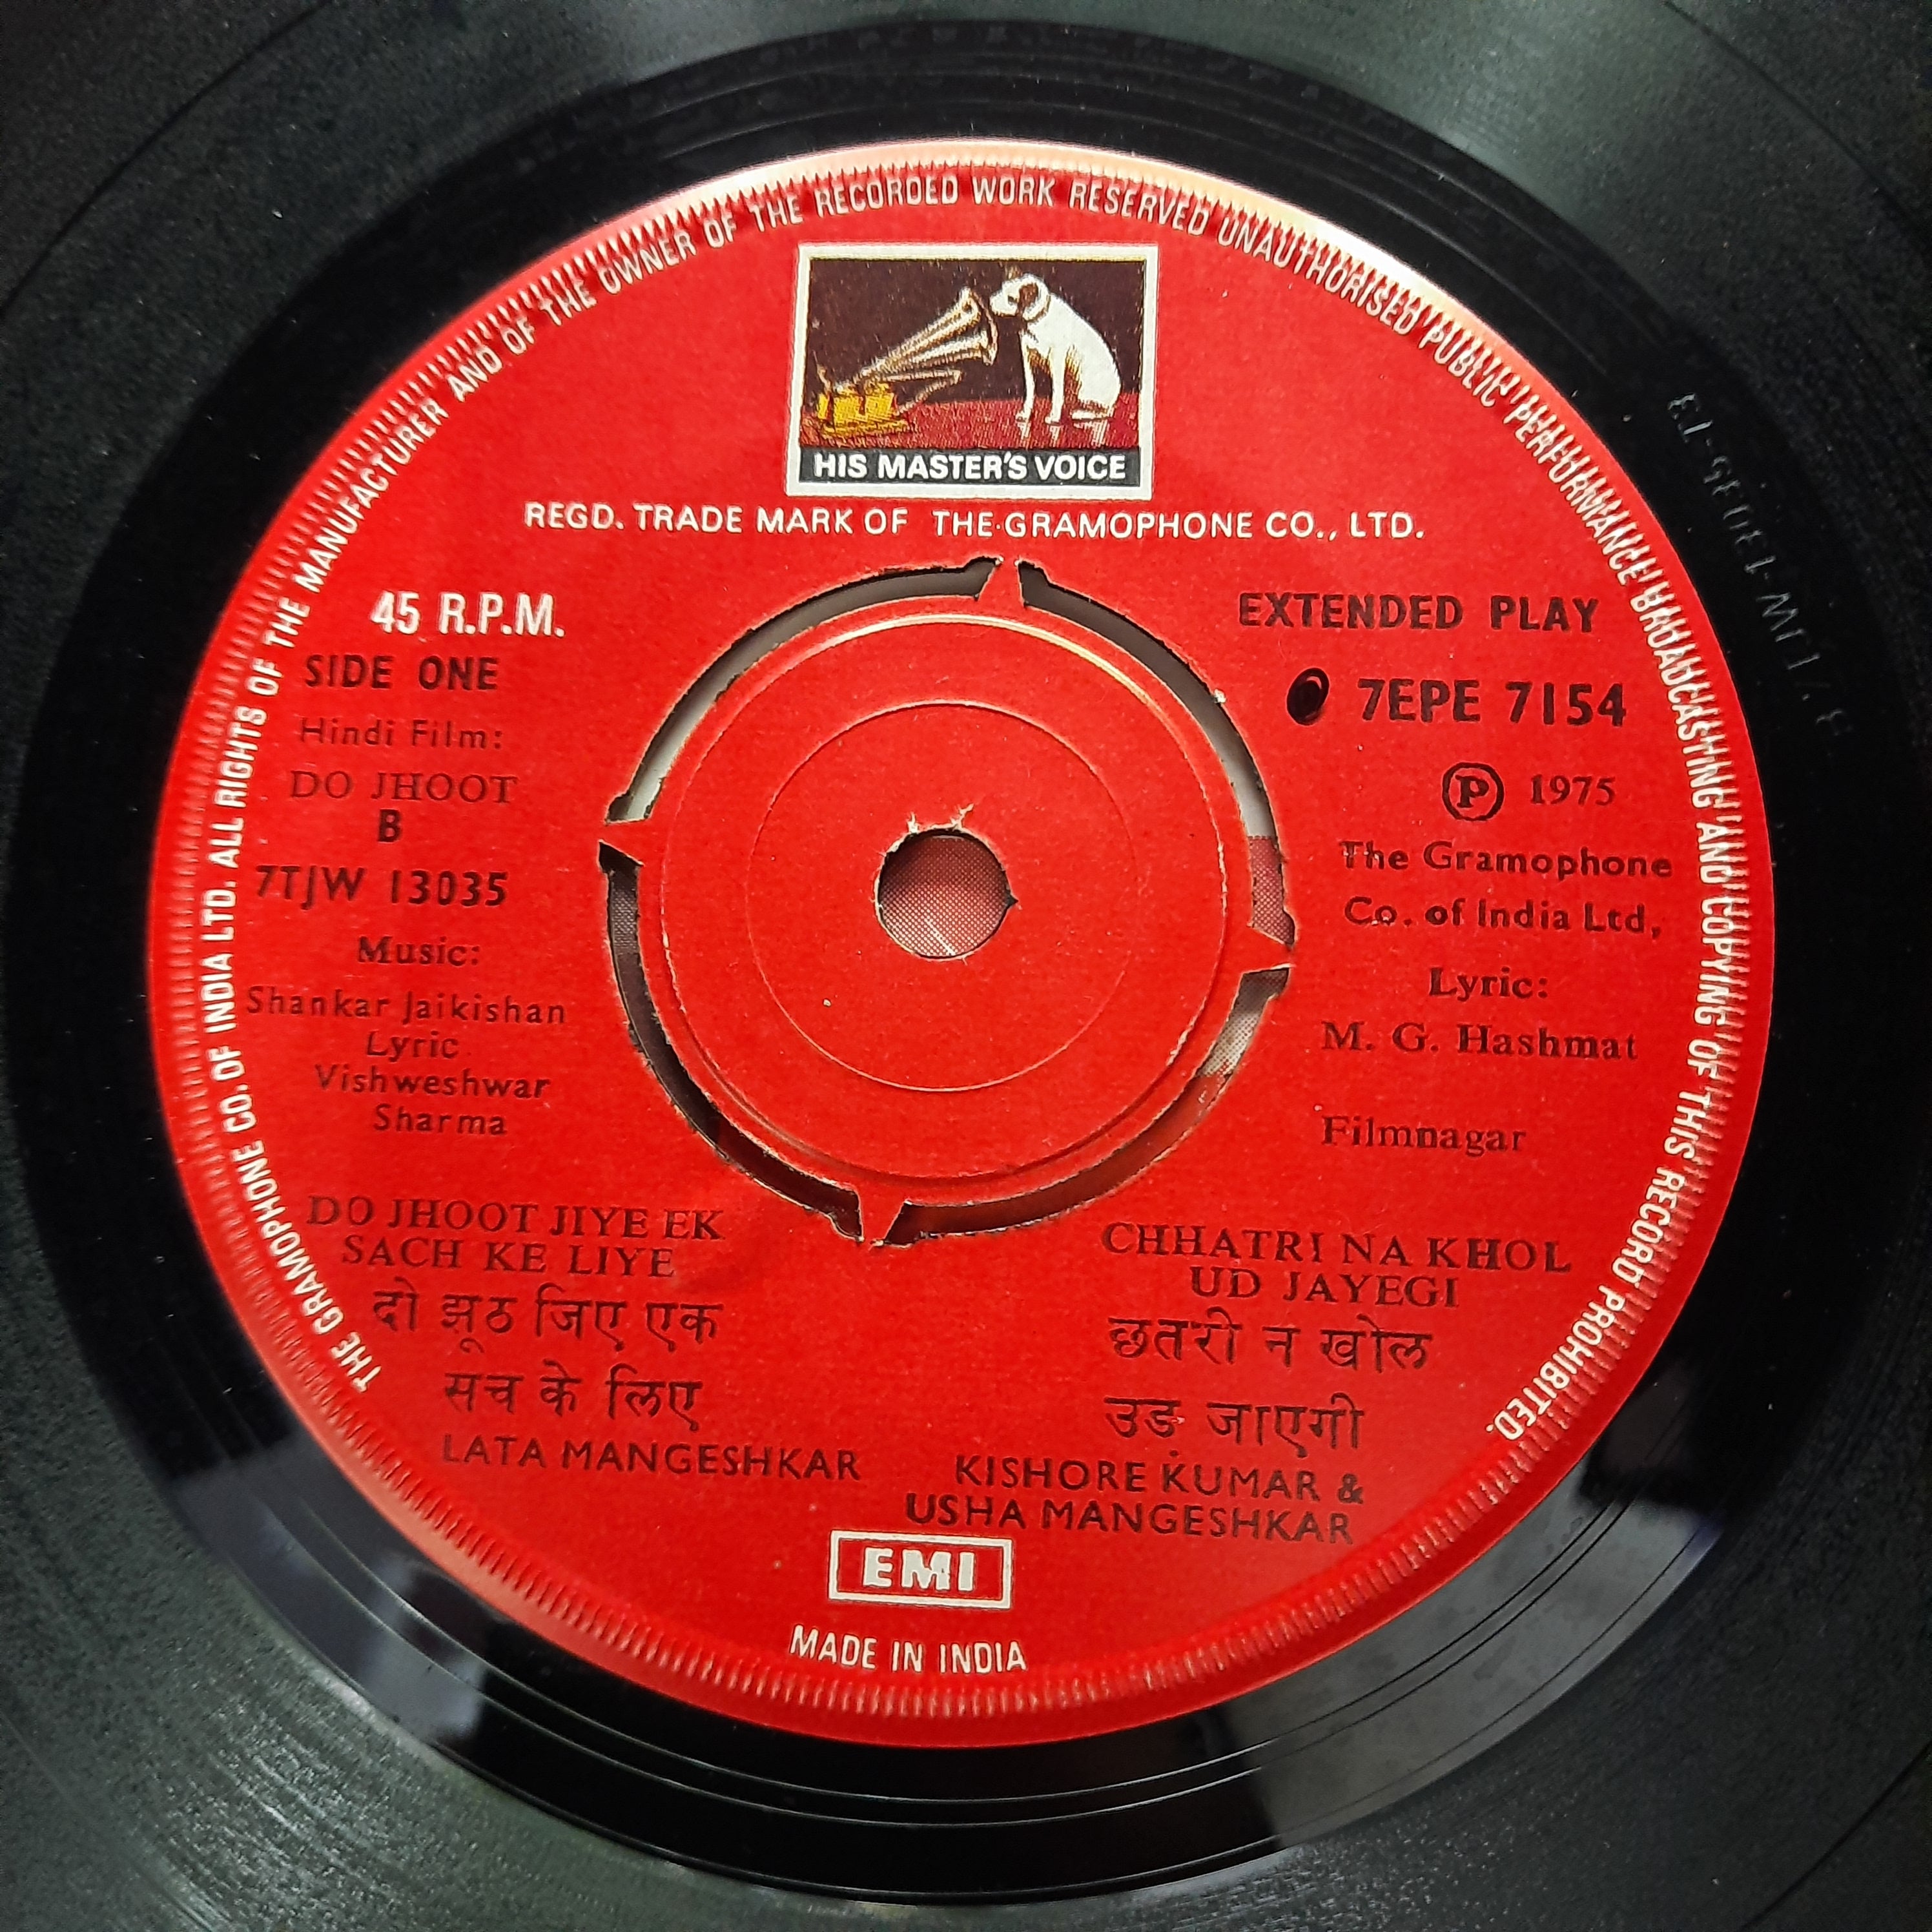 THE GRAMOPHONE CO. OF INDIA LTD. ALL RIGHTS OF THE MANUFACTURER AND OF THE OWNER OF THE RECORDED WORK RESERVED UNAUTHORISED PUBLIC PERFORMANCE BROADCASTING AND COPYING OF THIS RECORD PROHIBITED.
HIS MASTER'S VOICE
REGD. TRADE MARK OF THE GRAMOPHONE CO., LTD.
45 R.P.M.
SIDE ONE
Hindi Film:
DO JHOOT
B
7TJW 13035
Music:
Shankar Jaikishan
Lyric
Vishweshwar
Sharma
EXTENDED PLAY
7EPE 7154
Ⓟ 1975
The Gramophone
Co. of India Ltd,
Lyric:
M. G. Hashmat
Filmnagar
DO JHOOT JIYE EK
SACH KE LIYE
दो झूठ जिए एक
सच के लिए
LATA MANGESHKAR
CHHATRI NA KHOL
UD JAYEGI
छतरी न खोल
उड़ जाएगी
KISHORE KUMAR &
USHA MANGESHKAR
EMI
MADE IN INDIA